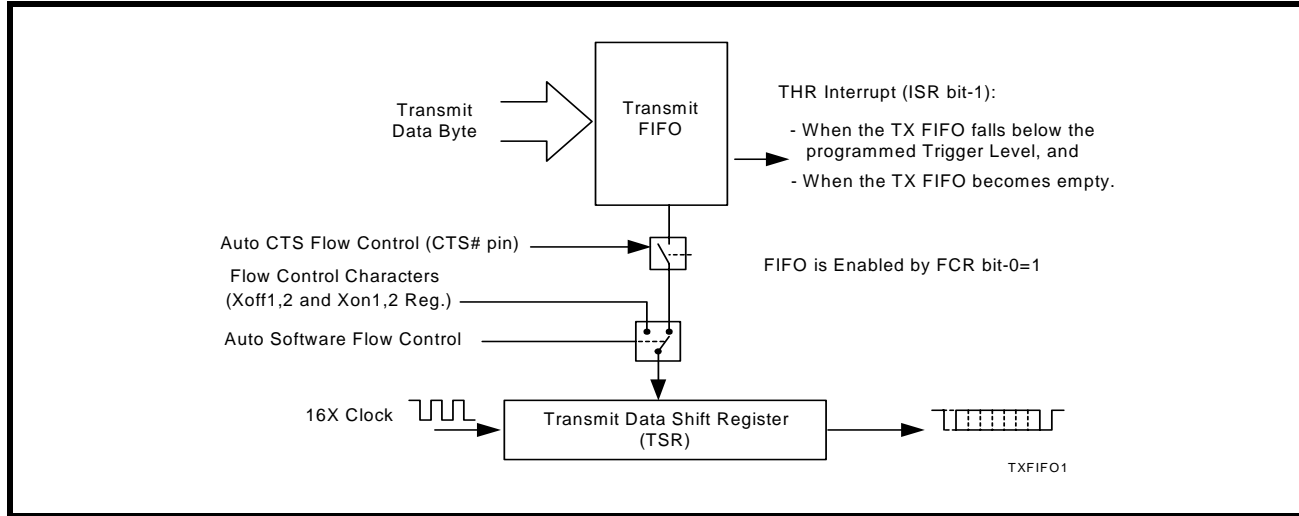 Transmit
Data Byte
Transmit
FIFO
THR Interrupt (ISR bit-1):
- When the TX FIFO falls below the
programmed Trigger Level, and
- When the TX FIFO becomes empty.
Auto CTS Flow Control (CTS# pin)
FIFO is Enabled by FCR bit-0=1
Flow Control Characters
(Xoff1,2 and Xon1,2 Reg.)
Auto Software Flow Control
16X Clock
Transmit Data Shift Register
(TSR)
TXFIFO1